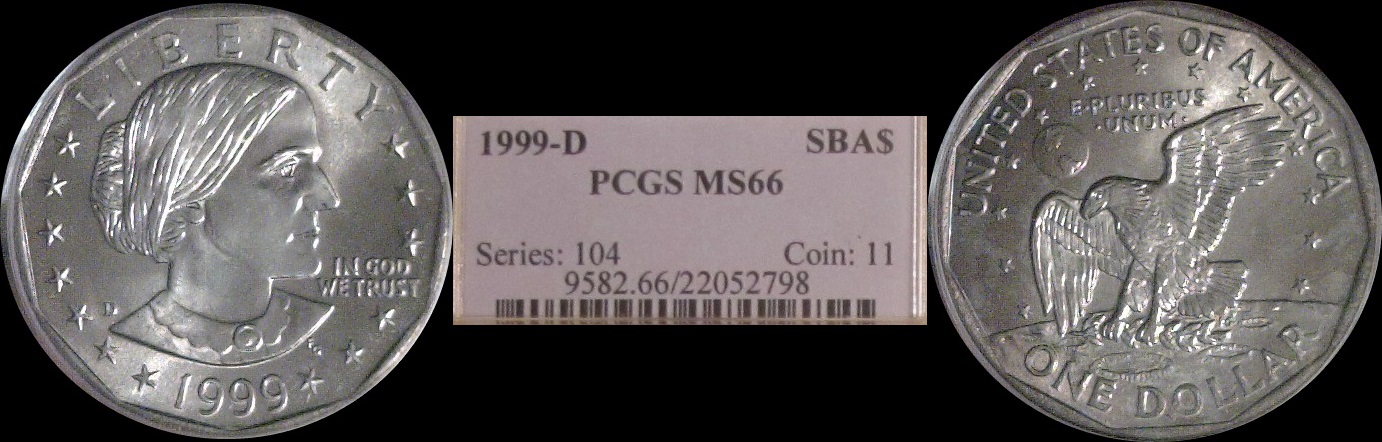 LIBERTY
IN GOD
WE TRUST
D
1999
1999-D SBA$
PCGS MS66
Series: 104 Coin: 11
9582.66/22052798
UNITED STATES OF AMERICA
E·PLURIBUS
·UNUM·
ONE DOLLAR